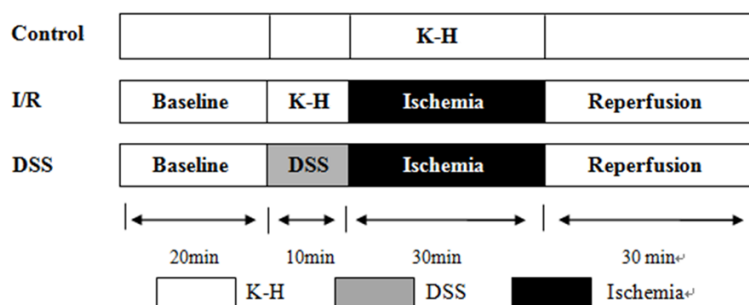 Control K-H
I/R Baseline K-H Ischemia Reperfusion
DSS Baseline DSS Ischemia Reperfusion
20min 10min 30min 30 min↵
K-H DSS Ischemia↵